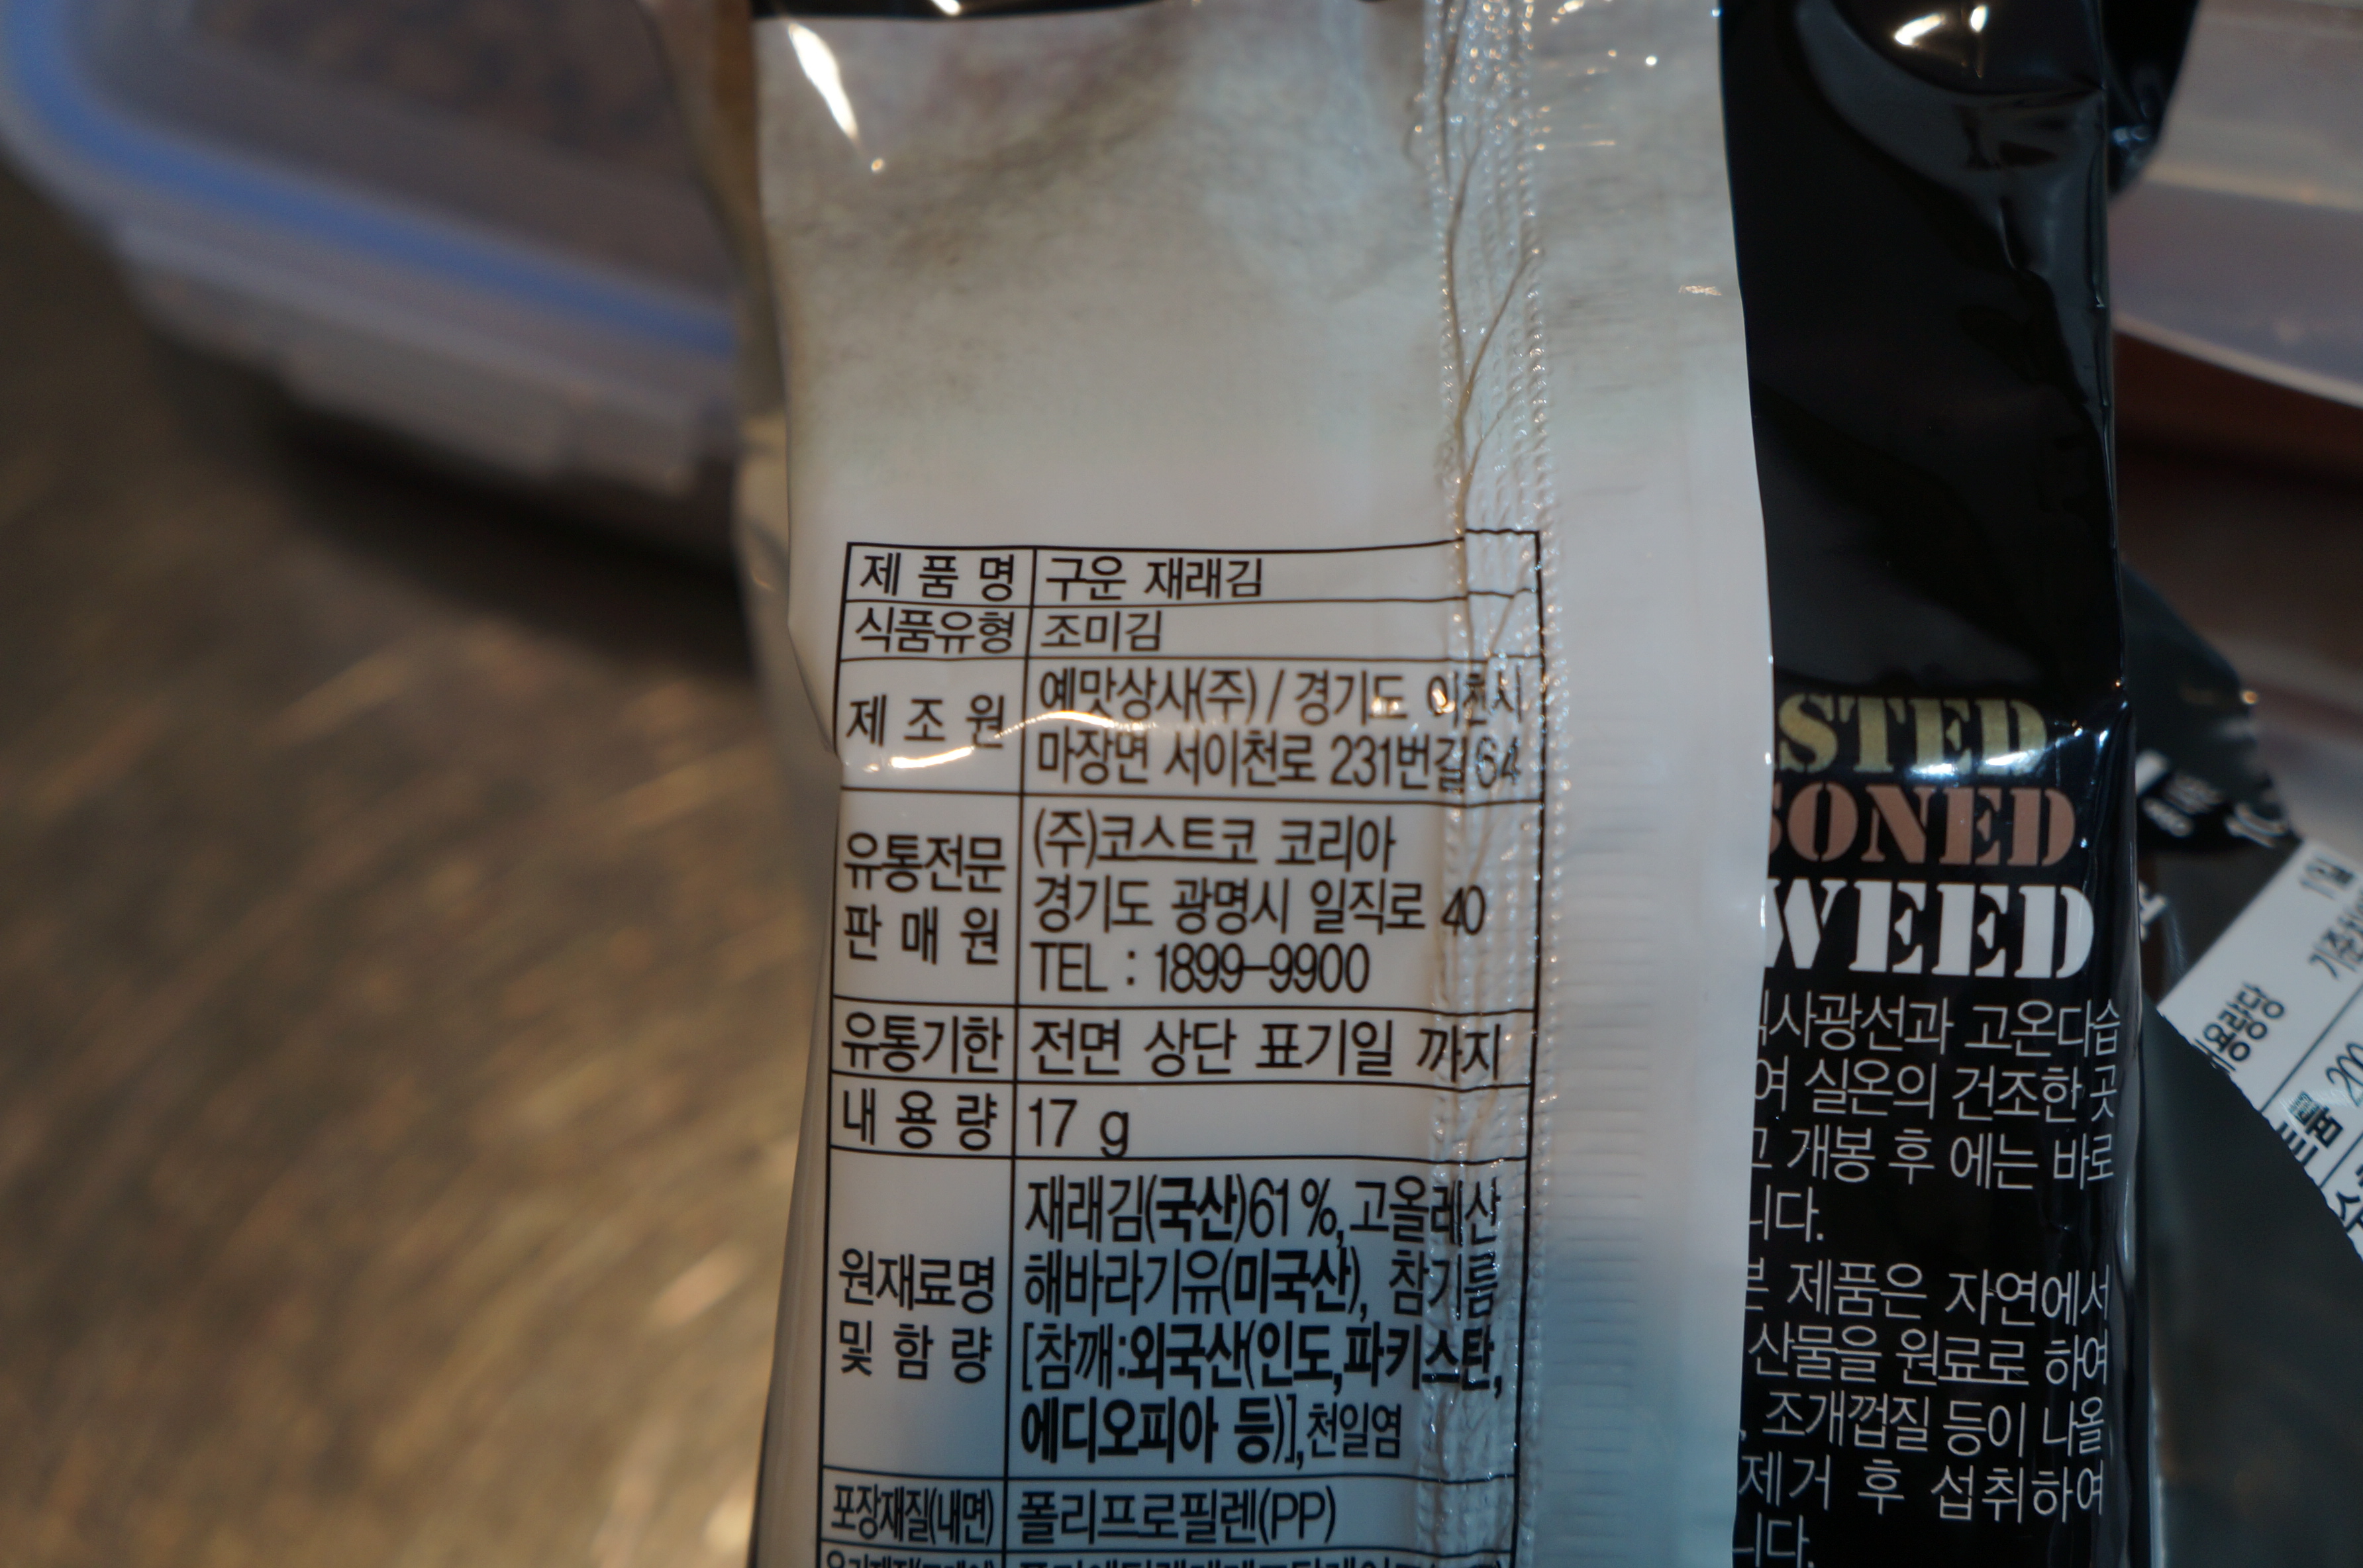 제 품 명 구운 재래김
식품유형 조미김
제 조 원 예맛상사(주) / 경기도 이천시
마장면 서이천로 231번길 64
유통전문
판 매 원
(주)코스트코 코리아
경기도 광명시 일직로 40
TEL : 1899-9900
유통기한 전면 상단 표기일 까지
내 용 량 17 g
원재료명
및 함 량
재래김(국산)61 %, 고올레산
해바라기유(미국산), 참기름
[참깨:외국산(인도,파키스탄,
에디오피아 등)],천일염
포장재질(내면) 폴리프로필렌(PP)
STED
ONED
WEED
사광선과 고온다습
여 실온의 건조한 곳
고 개봉 후 에는 바로
니다.
본 제품은 자연에서
산물을 원료로 하여
, 조개껍질 등이 나올
제거 후 섭취하여
니다.